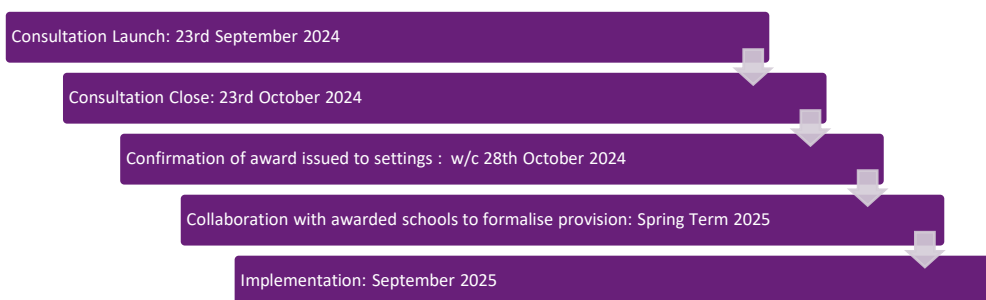 Consultation Launch: 23rd September 2024
Consultation Close: 23rd October 2024
Confirmation of award issued to settings :  w/c 28th October 2024
Collaboration with awarded schools to formalise provision: Spring Term 2025
Implementation: September 2025